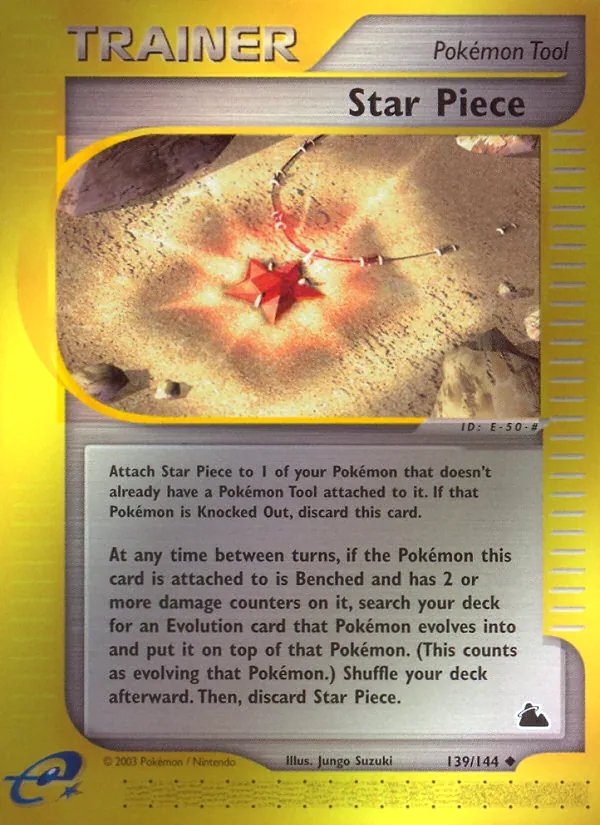 TRAINER
Pokémon Tool
Star Piece
ID: E-50-#
Attach Star Piece to 1 of your Pokémon that doesn't
already have a Pokémon Tool attached to it. If that
Pokémon is Knocked Out, discard this card.
At any time between turns, if the Pokémon this
card is attached to is Benched and has 2 or
more damage counters on it, search your deck
for an Evolution card that Pokémon evolves into
and put it on top of that Pokémon. (This counts
as evolving that Pokémon.) Shuffle your deck
afterward. Then, discard Star Piece.
© 2003 Pokémon / Nintendo
Illus. Jungo Suzuki
139/144 ◆
e